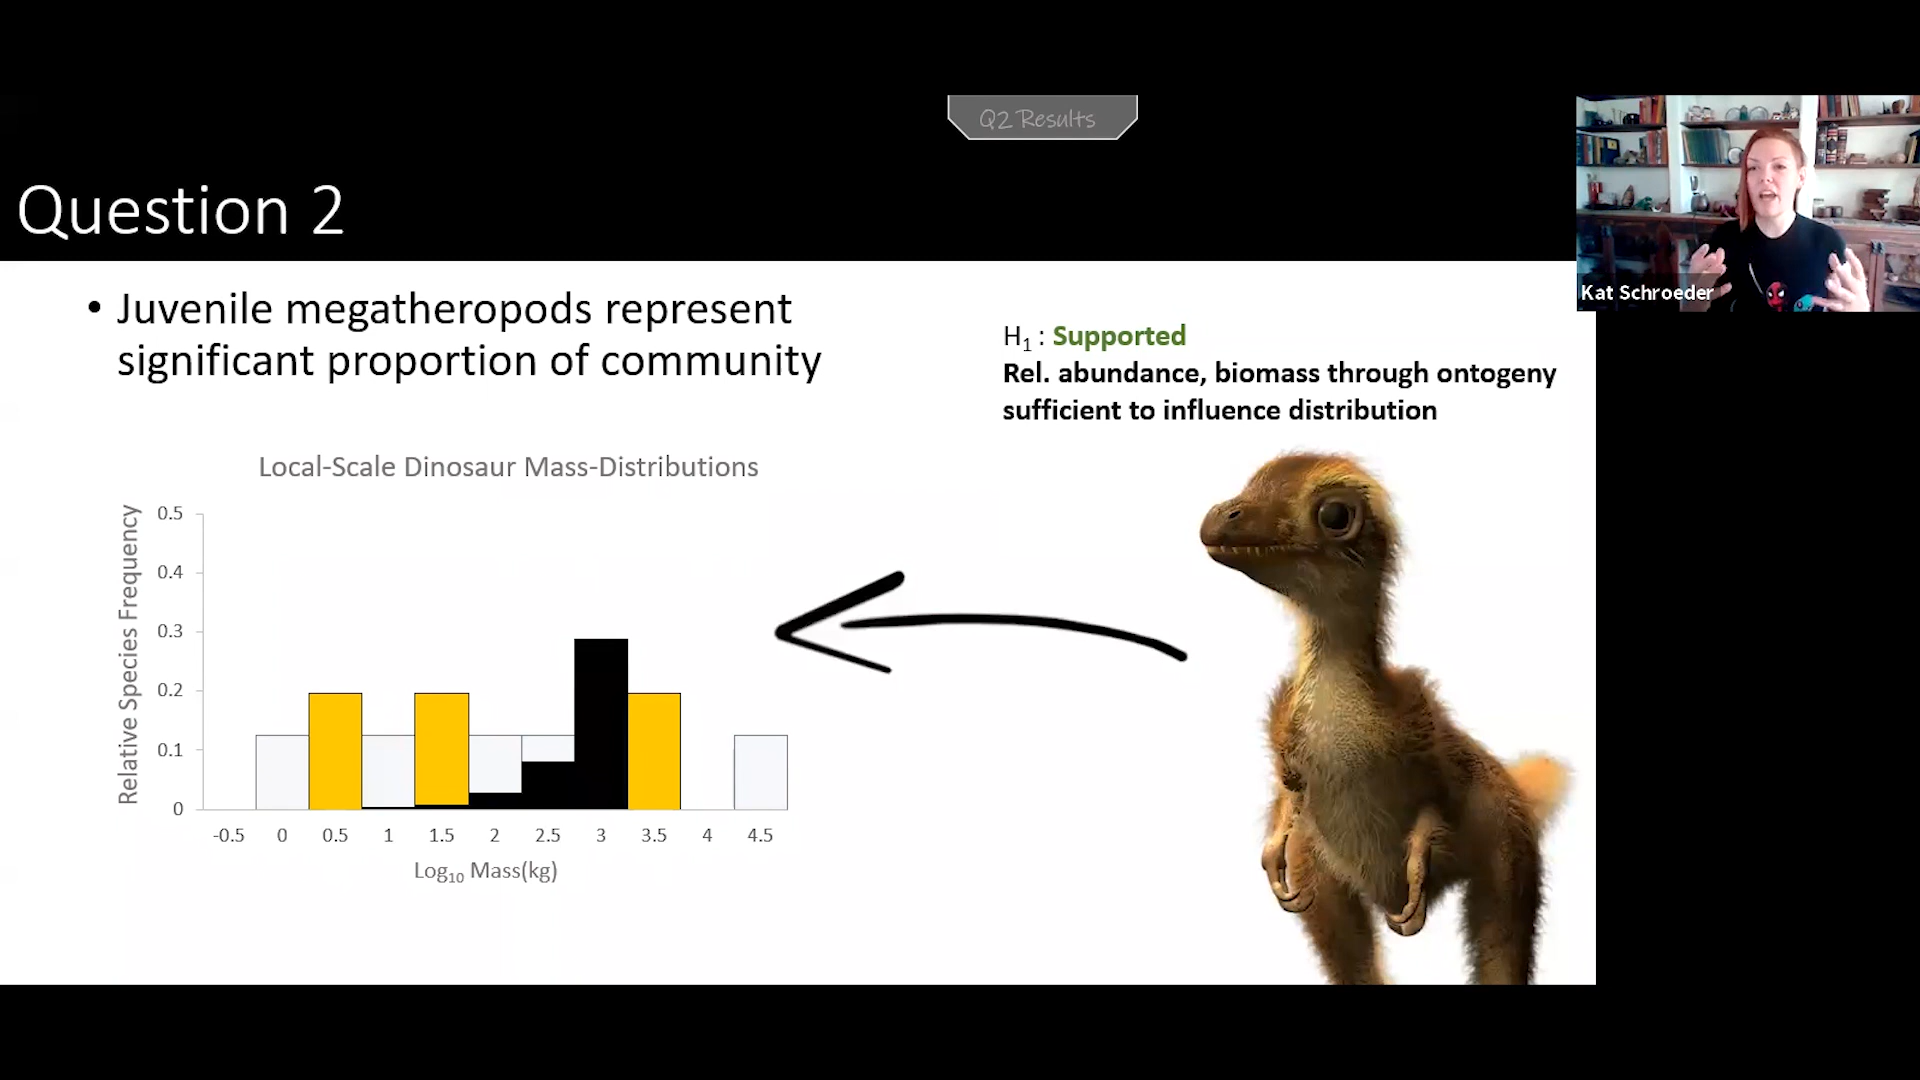 Q2 Results
Question 2
Kat Schroeder
• Juvenile megatheropods represent
significant proportion of community
H1 : Supported
Rel. abundance, biomass through ontogeny
sufficient to influence distribution
Local-Scale Dinosaur Mass-Distributions
Relative Species Frequency
0.5
0.4
0.3
0.2
0.1
0
-0.5 0 0.5 1 1.5 2 2.5 3 3.5 4 4.5
Log10 Mass(kg)